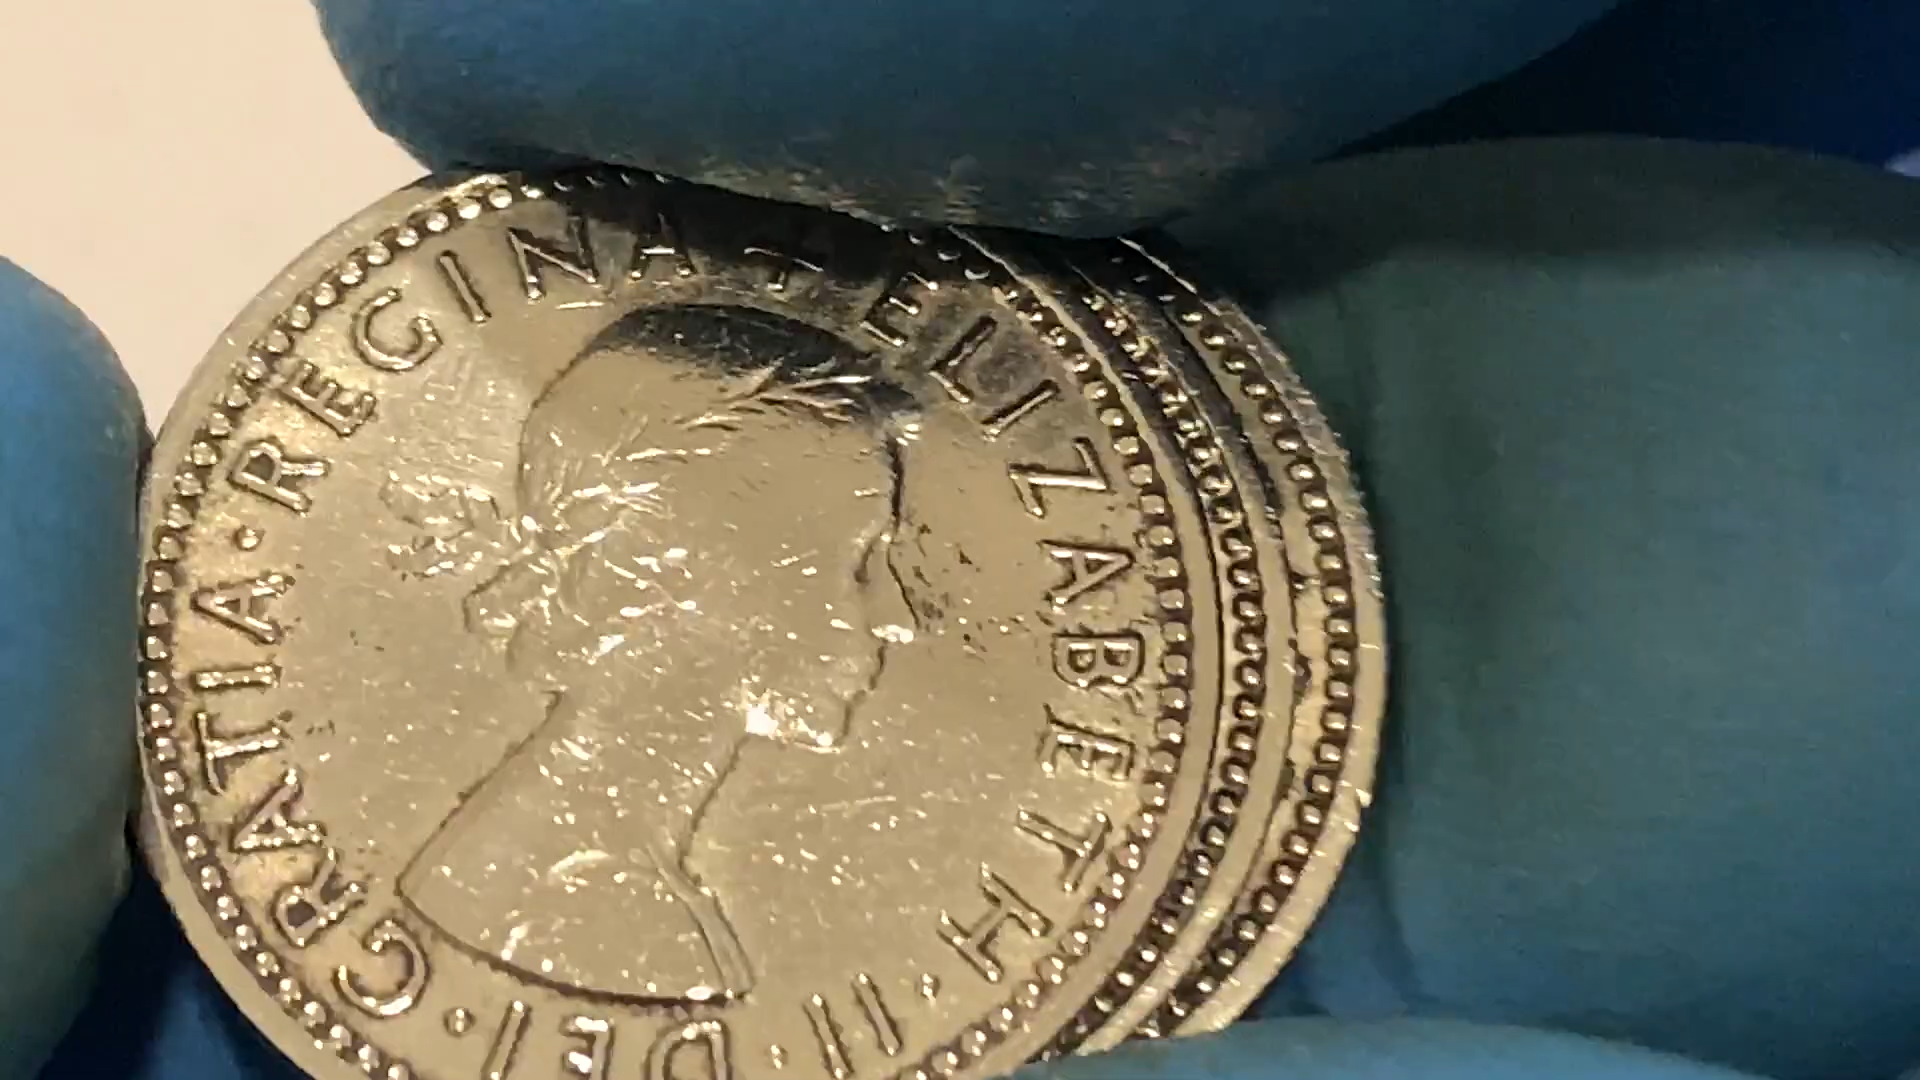 + ELIZABETH · II · DEI · GRATIA · REGINA